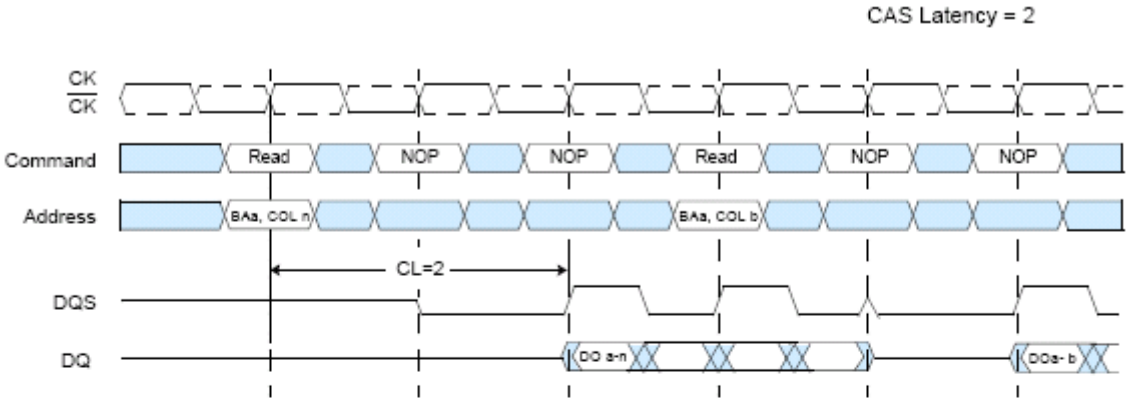 CAS Latency = 2
CK
CK
Command Read NOP NOP Read NOP NOP
Address BAa, COL n BAa, COL b
CL=2
DQS
DQ DO a-n DOa- b